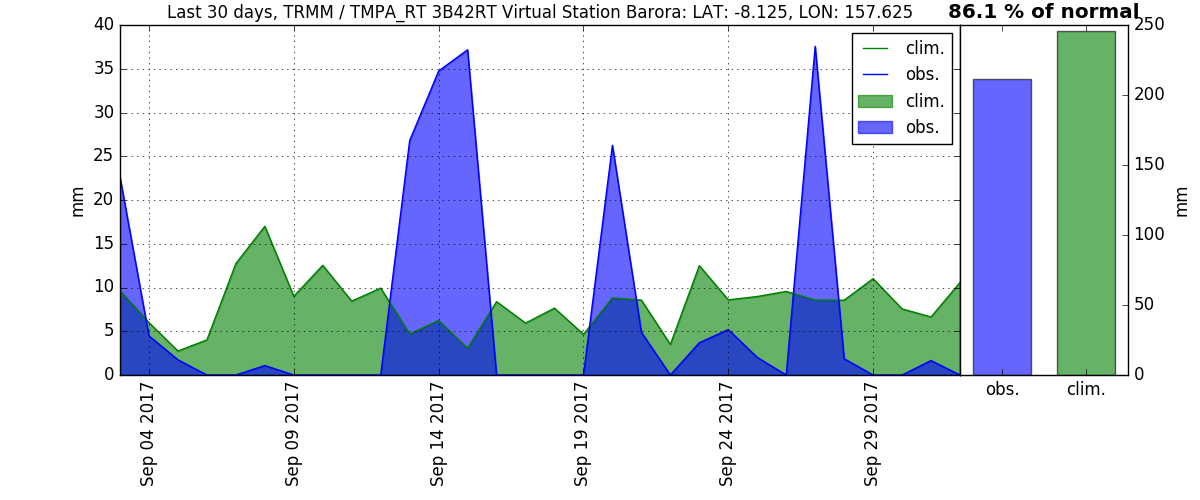 Last 30 days, TRMM / TMPA_RT 3B42RT Virtual Station Barora: LAT: -8.125, LON: 157.625
86.1 % of normal
40
35
30
25
20
15
10
5
0
mm
clim.
obs.
clim.
obs.
Sep 04 2017
Sep 09 2017
Sep 14 2017
Sep 19 2017
Sep 24 2017
Sep 29 2017
250
200
150
100
50
0
mm
obs.
clim.